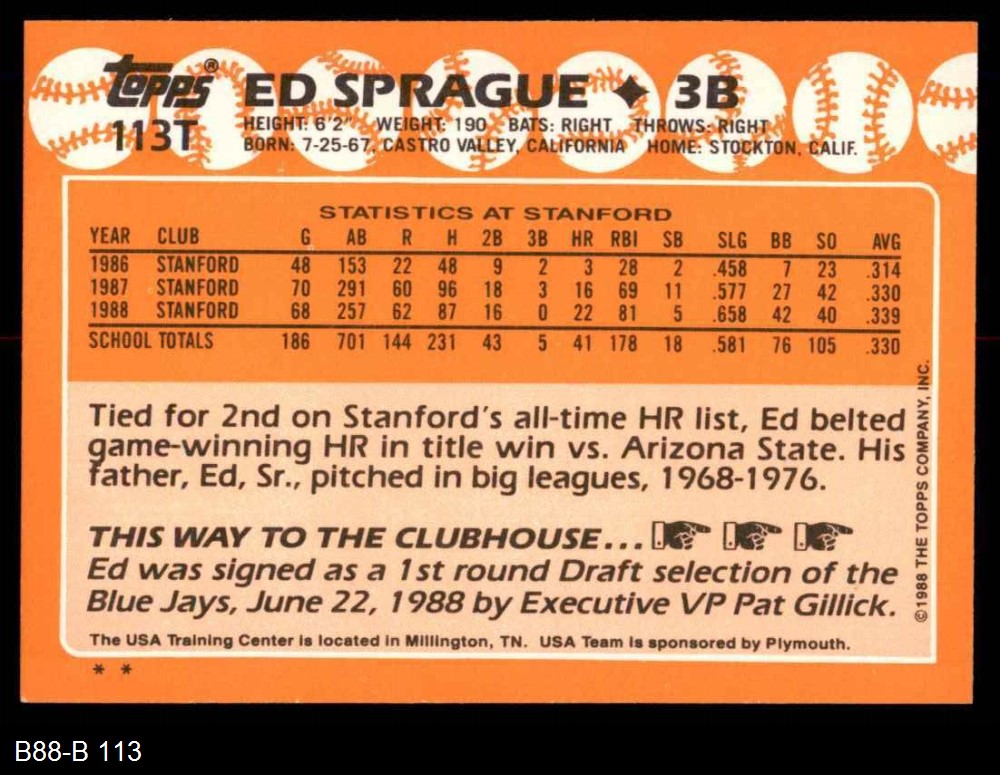 topps® ED SPRAGUE ✦ 3B
113T HEIGHT: 6'2" WEIGHT: 190 BATS: RIGHT THROWS: RIGHT
BORN: 7-25-67, CASTRO VALLEY, CALIFORNIA HOME: STOCKTON, CALIF.
STATISTICS AT STANFORD
YEAR CLUB G AB R H 2B 3B HR RBI SB SLG BB SO AVG
1986 STANFORD 48 153 22 48 9 2 3 28 2 .458 7 23 .314
1987 STANFORD 70 291 60 96 18 3 16 69 11 .577 27 42 .330
1988 STANFORD 68 257 62 87 16 0 22 81 5 .658 42 40 .339
SCHOOL TOTALS 186 701 144 231 43 5 41 178 18 .581 76 105 .330
Tied for 2nd on Stanford's all-time HR list, Ed belted
game-winning HR in title win vs. Arizona State. His
father, Ed, Sr., pitched in big leagues, 1968-1976.
THIS WAY TO THE CLUBHOUSE...
Ed was signed as a 1st round Draft selection of the
Blue Jays, June 22, 1988 by Executive VP Pat Gillick.
The USA Training Center is located in Millington, TN. USA Team is sponsored by Plymouth.
©1988 THE TOPPS COMPANY, INC.
* *
B88-B 113